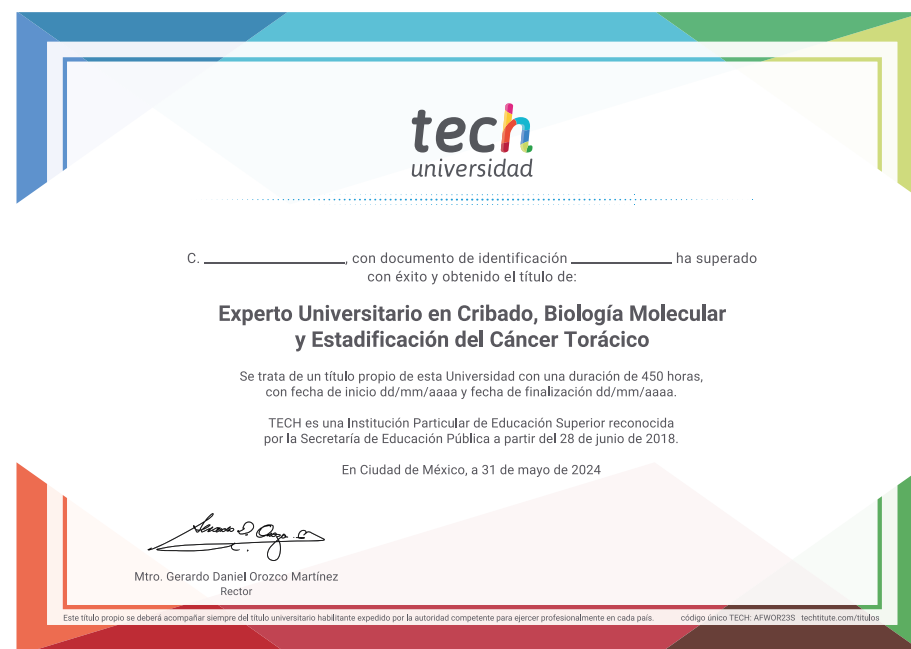 tech
universidad
C. ____________________, con documento de identificación ______________ ha superado
con éxito y obtenido el título de:
Experto Universitario en Cribado, Biología Molecular
y Estadificación del Cáncer Torácico
Se trata de un título propio de esta Universidad con una duración de 450 horas,
con fecha de inicio dd/mm/aaaa y fecha de finalización dd/mm/aaaa.
TECH es una Institución Particular de Educación Superior reconocida
por la Secretaría de Educación Pública a partir del 28 de junio de 2018.
En Ciudad de México, a 31 de mayo de 2024
Mtro. Gerardo Daniel Orozco Martínez
Rector
Este título propio se deberá acompañar siempre del título universitario habilitante expedido por la autoridad competente para ejercer profesionalmente en cada país. código único TECH: AFWOR23S techtitute.com/titulos